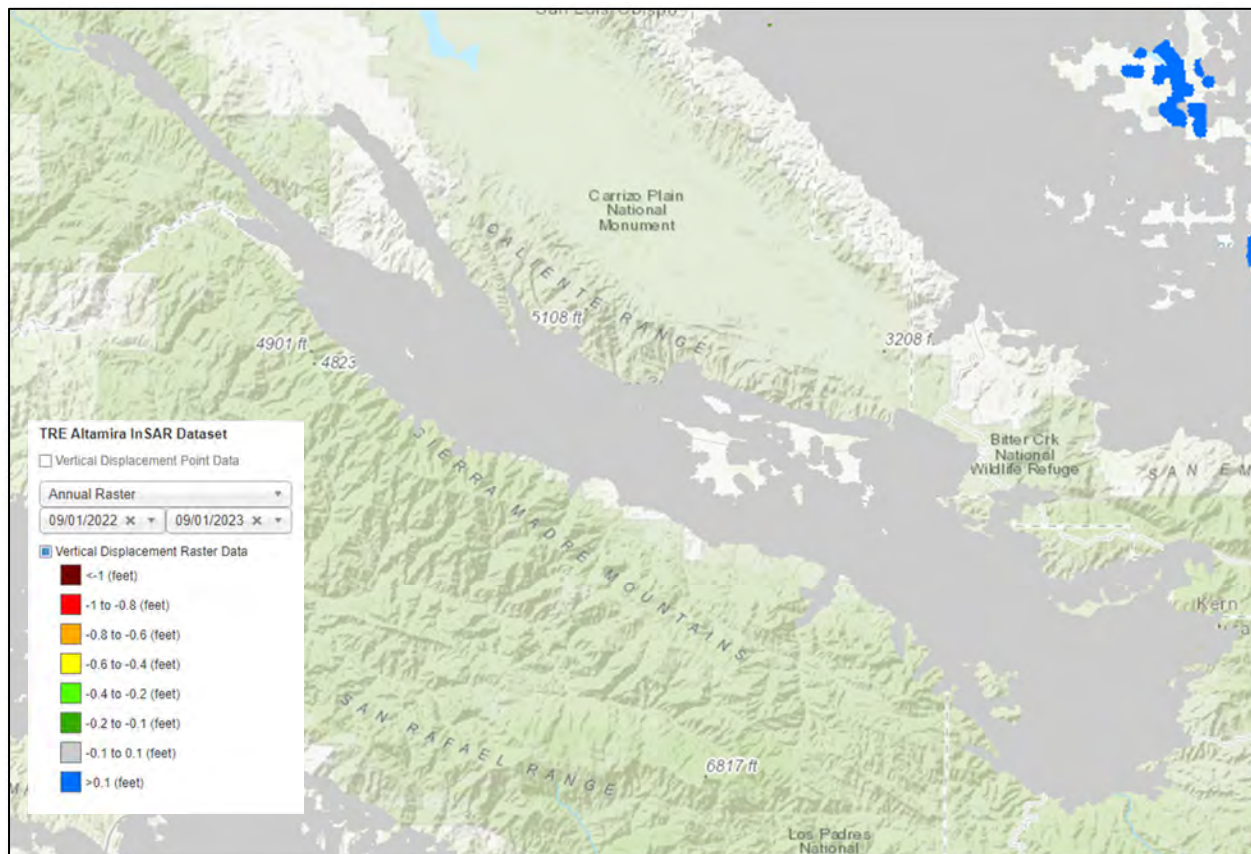 San Luis Obispo
Carrizo Plain
National
Monument
CALIENTE RANGE
5108 ft
4901 ft
4823
3208 f
Bitter Crk
National
Wildlife Refuge
SAN EM
SIERRA MADRE MOUNTAINS
Kern
SAN RAFAEL RANGE
6817 ft
Los Padres
National
TRE Altamira InSAR Dataset
Vertical Displacement Point Data
Annual Raster
09/01/2022 × 09/01/2023 ×
Vertical Displacement Raster Data
<-1 (feet)
-1 to -0.8 (feet)
-0.8 to -0.6 (feet)
-0.6 to -0.4 (feet)
-0.4 to -0.2 (feet)
-0.2 to -0.1 (feet)
-0.1 to 0.1 (feet)
>0.1 (feet)